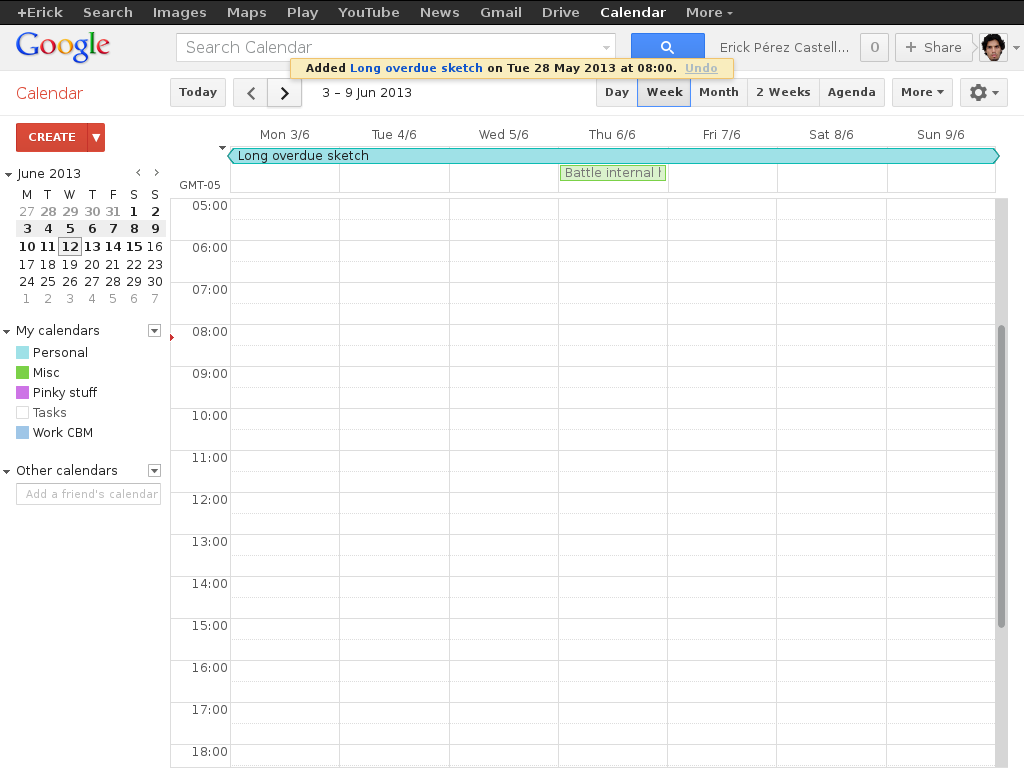 +Erick Search Images Maps Play YouTube News Gmail Drive Calendar More
Google Search Calendar Erick Pérez Castell... 0 + Share
Added Long overdue sketch on Tue 28 May 2013 at 08:00. Undo
Calendar Today 3 – 9 Jun 2013 Day Week Month 2 Weeks Agenda More
CREATE
Mon 3/6 Tue 4/6 Wed 5/6 Thu 6/6 Fri 7/6 Sat 8/6 Sun 9/6
Long overdue sketch
Battle internal
GMT-05
June 2013
M T W T F S S
27 28 29 30 31 1 2
3 4 5 6 7 8 9
10 11 12 13 14 15 16
17 18 19 20 21 22 23
24 25 26 27 28 29 30
1 2 3 4 5 6 7
My calendars
Personal
Misc
Pinky stuff
Tasks
Work CBM
Other calendars
Add a friend's calendar
05:00
06:00
07:00
08:00
09:00
10:00
11:00
12:00
13:00
14:00
15:00
16:00
17:00
18:00